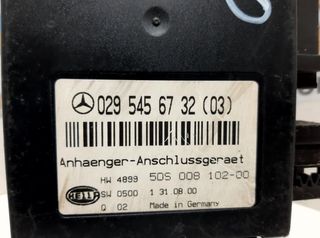 029 545 67 32 (03)
Anhaenger-Anschlussgeraet
HW 4899 5DS 008 102-00
HELLA SW 0500 1 31.08.00
Q 02 Made in Germany